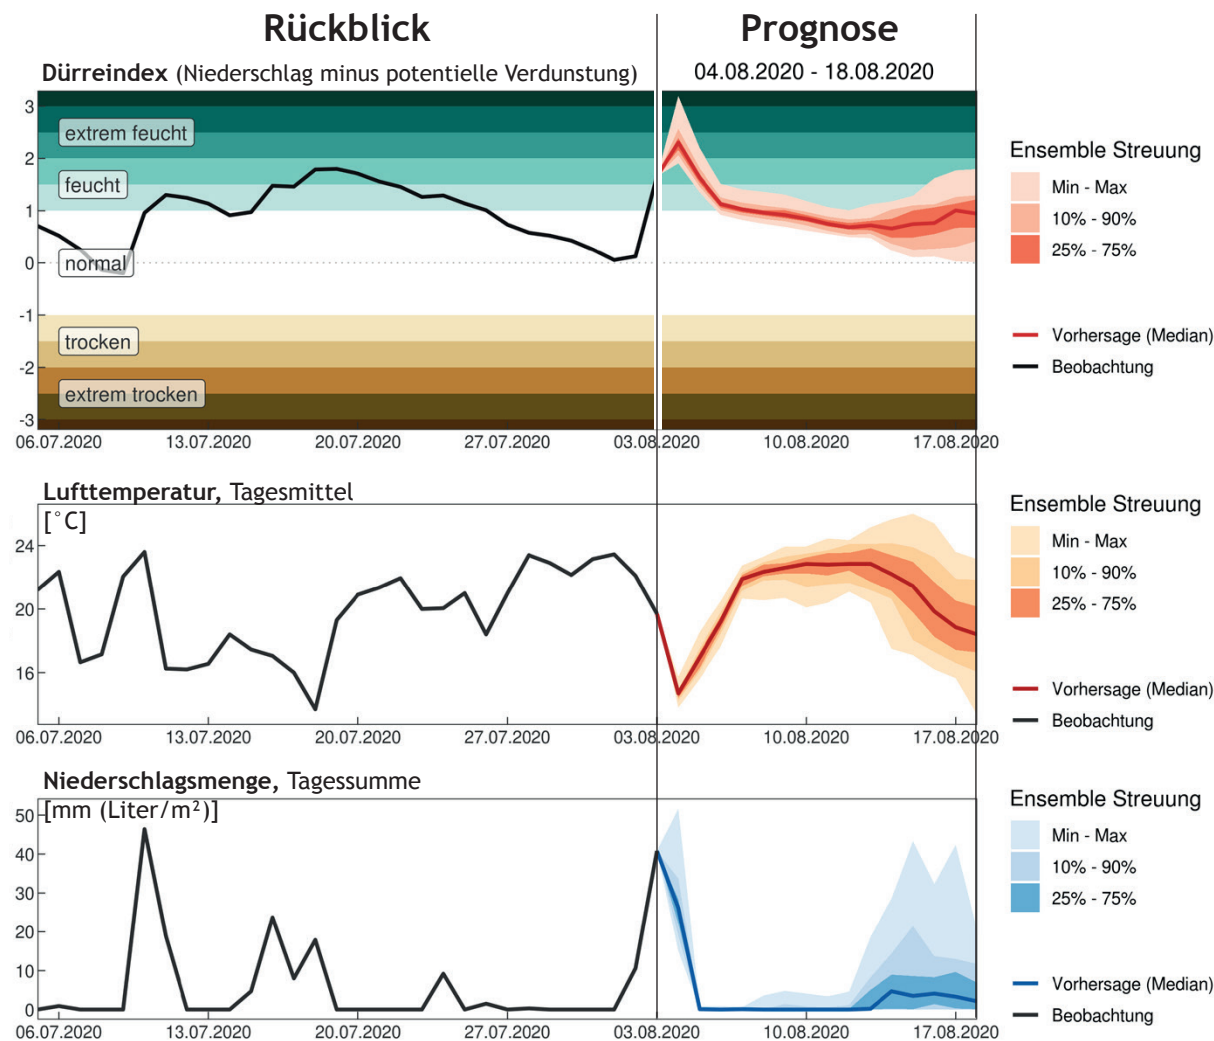 Rückblick
Prognose
Dürreindex (Niederschlag minus potentielle Verdunstung)
04.08.2020 - 18.08.2020
3
2
1
0
-1
-2
-3
extrem feucht
feucht
normal
trocken
extrem trocken
06.07.2020 13.07.2020 20.07.2020 27.07.2020 03.08.2020 10.08.2020 17.08.2020
Ensemble Streuung
Min - Max
10% - 90%
25% - 75%
Vorhersage (Median)
Beobachtung
Lufttemperatur, Tagesmittel
[°C]
24
20
16
06.07.2020 13.07.2020 20.07.2020 27.07.2020 03.08.2020 10.08.2020 17.08.2020
Ensemble Streuung
Min - Max
10% - 90%
25% - 75%
Vorhersage (Median)
Beobachtung
Niederschlagsmenge, Tagessumme
[mm (Liter/m²)]
50
40
30
20
10
0
06.07.2020 13.07.2020 20.07.2020 27.07.2020 03.08.2020 10.08.2020 17.08.2020
Ensemble Streuung
Min - Max
10% - 90%
25% - 75%
Vorhersage (Median)
Beobachtung